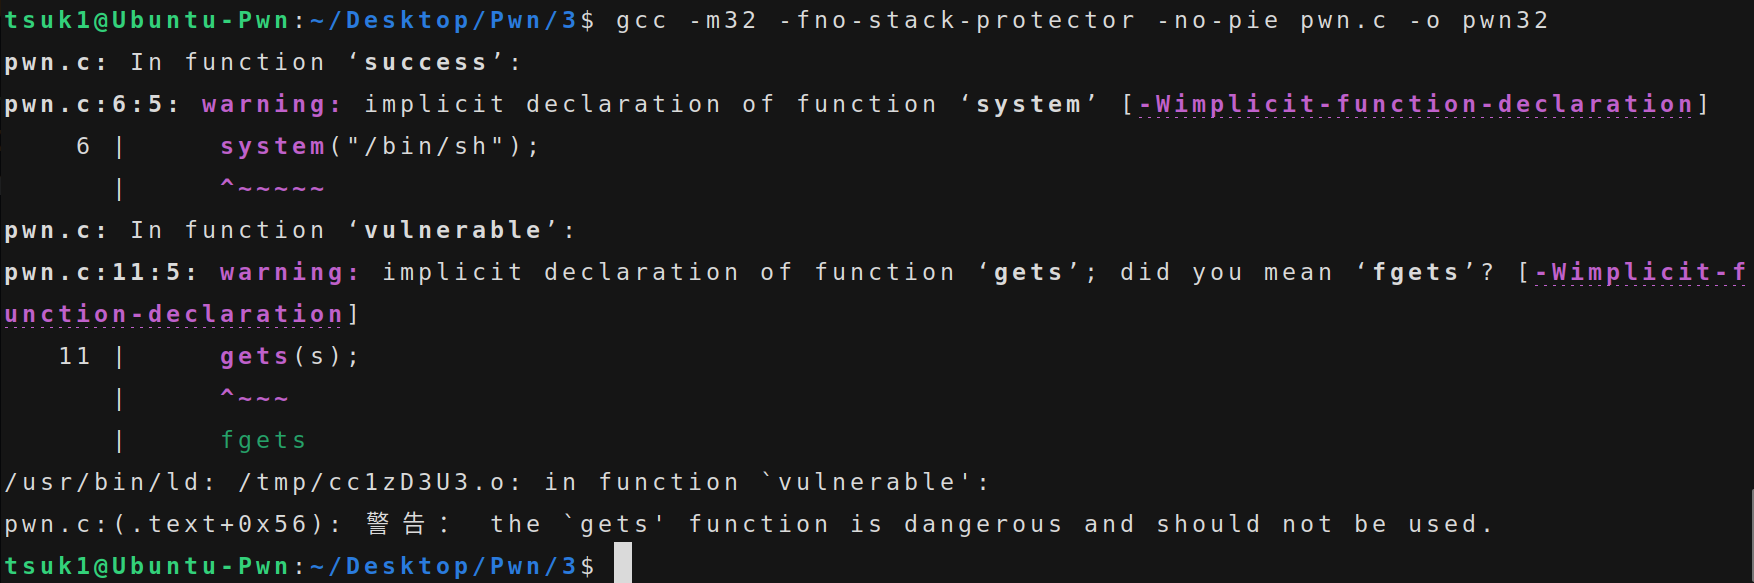 tsuk1@Ubuntu-Pwn:~/Desktop/Pwn/3$ gcc -m32 -fno-stack-protector -no-pie pwn.c -o pwn32
pwn.c: In function ‘success’:
pwn.c:6:5: warning: implicit declaration of function ‘system’ [-Wimplicit-function-declaration]
    6 |     system("/bin/sh");
      |     ^~~~~~
pwn.c: In function ‘vulnerable’:
pwn.c:11:5: warning: implicit declaration of function ‘gets’; did you mean ‘fgets’? [-Wimplicit-f
unction-declaration]
   11 |     gets(s);
      |     ^~~~
      |     fgets
/usr/bin/ld: /tmp/cc1zD3U3.o: in function `vulnerable':
pwn.c:(.text+0x56): 警告： the `gets' function is dangerous and should not be used.
tsuk1@Ubuntu-Pwn:~/Desktop/Pwn/3$